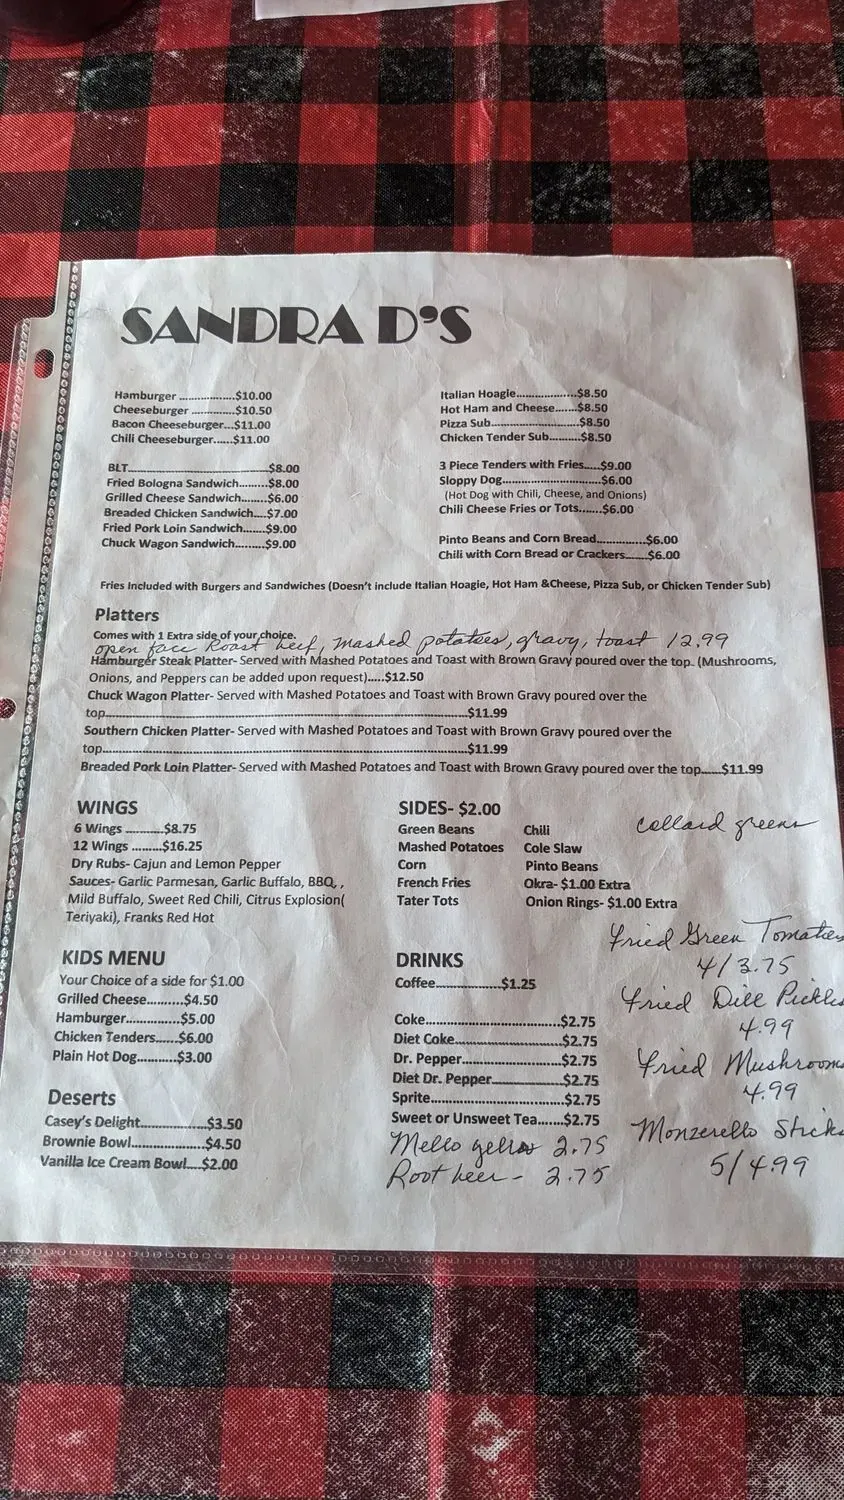 SANDRA D'S
Hamburger ..................$10.00
Cheeseburger ..............$10.50
Bacon Cheeseburger...$11.00
Chili Cheeseburger......$11.00
BLT...............................................$8.00
Fried Bologna Sandwich.........$8.00
Grilled Cheese Sandwich........$6.00
Breaded Chicken Sandwich....$7.00
Fried Pork Loin Sandwich.......$9.00
Chuck Wagon Sandwich.........$9.00
Italian Hoagie....................$8.50
Hot Ham and Cheese.......$8.50
Pizza Sub.............................$8.50
Chicken Tender Sub..........$8.50
3 Piece Tenders with Fries.....$9.00
Sloppy Dog.................................$6.00
(Hot Dog with Chili, Cheese, and Onions)
Chili Cheese Fries or Tots.......$6.00
Pinto Beans and Corn Bread...............$6.00
Chili with Corn Bread or Crackers.......$6.00
Fries Included with Burgers and Sandwiches (Doesn't include Italian Hoagie, Hot Ham &Cheese, Pizza Sub, or Chicken Tender Sub)
Platters
Comes with 1 Extra side of your choice.
open face Roast beef, mashed potatoes, gravy, toast 12.99
Hamburger Steak Platter- Served with Mashed Potatoes and Toast with Brown Gravy poured over the top. (Mushrooms,
Onions, and Peppers can be added upon request).....$12.50
Chuck Wagon Platter- Served with Mashed Potatoes and Toast with Brown Gravy poured over the
top.............................................................................................................$11.99
Southern Chicken Platter- Served with Mashed Potatoes and Toast with Brown Gravy poured over the
top.............................................................................................................$11.99
Breaded Pork Loin Platter- Served with Mashed Potatoes and Toast with Brown Gravy poured over the top......$11.99
WINGS
6 Wings ...........$8.75
12 Wings .........$16.25
Dry Rubs- Cajun and Lemon Pepper
Sauces- Garlic Parmesan, Garlic Buffalo, BBQ, ,
Mild Buffalo, Sweet Red Chili, Citrus Explosion(
Teriyaki), Franks Red Hot
SIDES- $2.00
Green Beans Chili
Mashed Potatoes Cole Slaw
Corn Pinto Beans
French Fries Okra- $1.00 Extra
Tater Tots Onion Rings- $1.00 Extra
collard greens
Fried Green Tomatoes
4/3.75
Fried Dill Pickles
4.99
Fried Mushrooms
4.99
Monzerello Sticks
5/4.99
KIDS MENU
Your Choice of a side for $1.00
Grilled Cheese..........$4.50
Hamburger...............$5.00
Chicken Tenders......$6.00
Plain Hot Dog...........$3.00
Deserts
Casey's Delight..................$3.50
Brownie Bowl....................$4.50
Vanilla Ice Cream Bowl....$2.00
DRINKS
Coffee..................$1.25
Coke.....................................$2.75
Diet Coke.............................$2.75
Dr. Pepper...........................$2.75
Diet Dr. Pepper...................$2.75
Sprite....................................$2.75
Sweet or Unsweet Tea.......$2.75
Mello 2.75
Root beer - 2.75